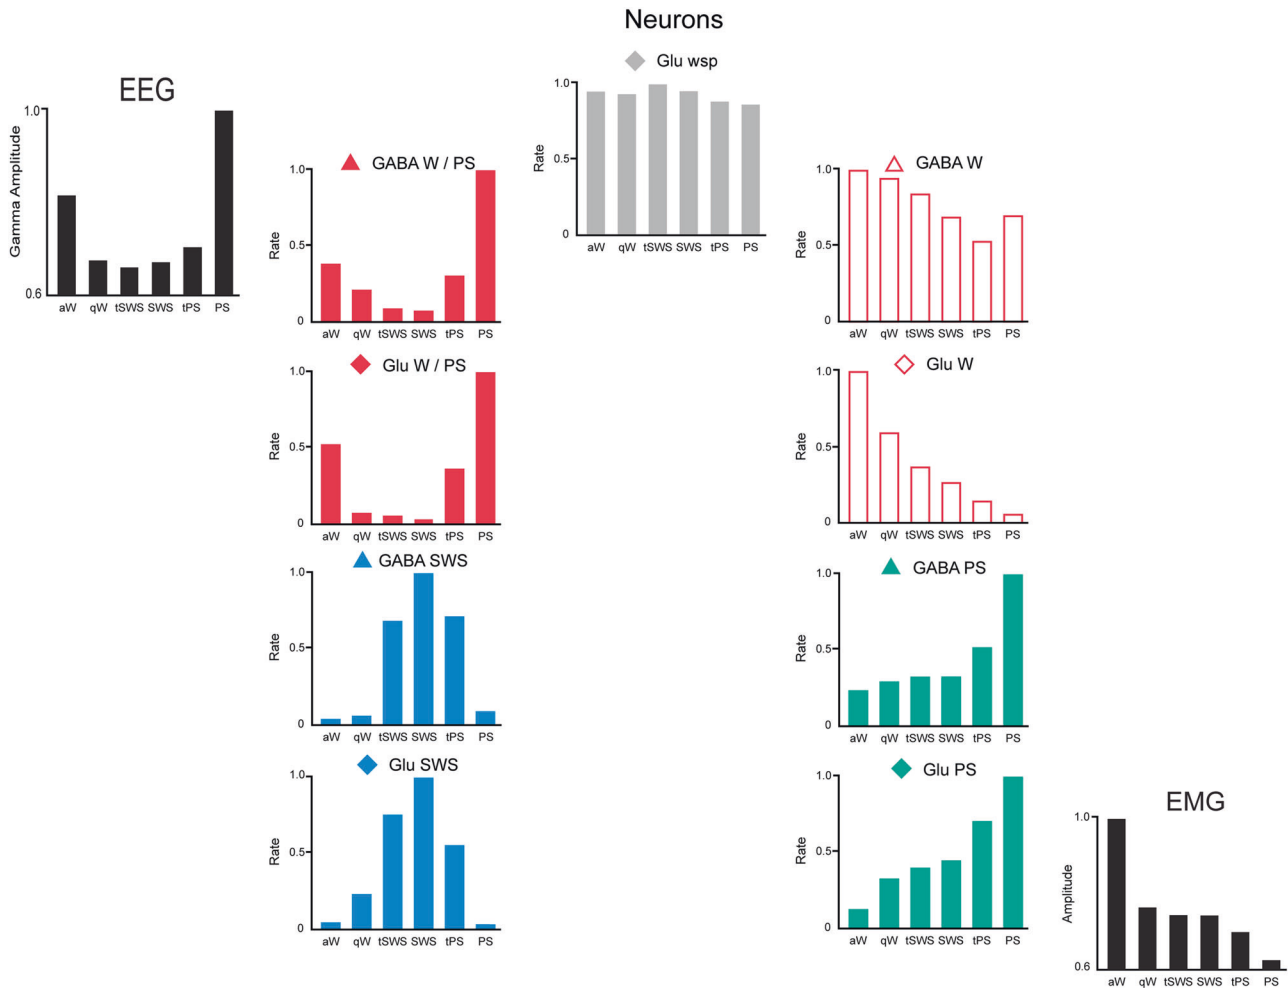 Neurons
EEG
1.0
Gamma Amplitude
0.6
aW qW tSWS SWS tPS PS
Glu wsp
1.0
0.5
0
Rate
aW qW tSWS SWS tPS PS
GABA W / PS
1.0
0.5
0
Rate
aW qW tSWS SWS tPS PS
GABA W
1.0
0.5
0
Rate
aW qW tSWS SWS tPS PS
Glu W / PS
1.0
0.5
0
Rate
aW qW tSWS SWS tPS PS
Glu W
1.0
0.5
0
Rate
aW qW tSWS SWS tPS PS
GABA SWS
1.0
0.5
0
Rate
aW qW tSWS SWS tPS PS
GABA PS
1.0
0.5
0
Rate
aW qW tSWS SWS tPS PS
Glu SWS
1.0
0.5
0
Rate
aW qW tSWS SWS tPS PS
Glu PS
1.0
0.5
0
Rate
aW qW tSWS SWS tPS PS
EMG
1.0
Amplitude
0.6
aW qW tSWS SWS tPS PS